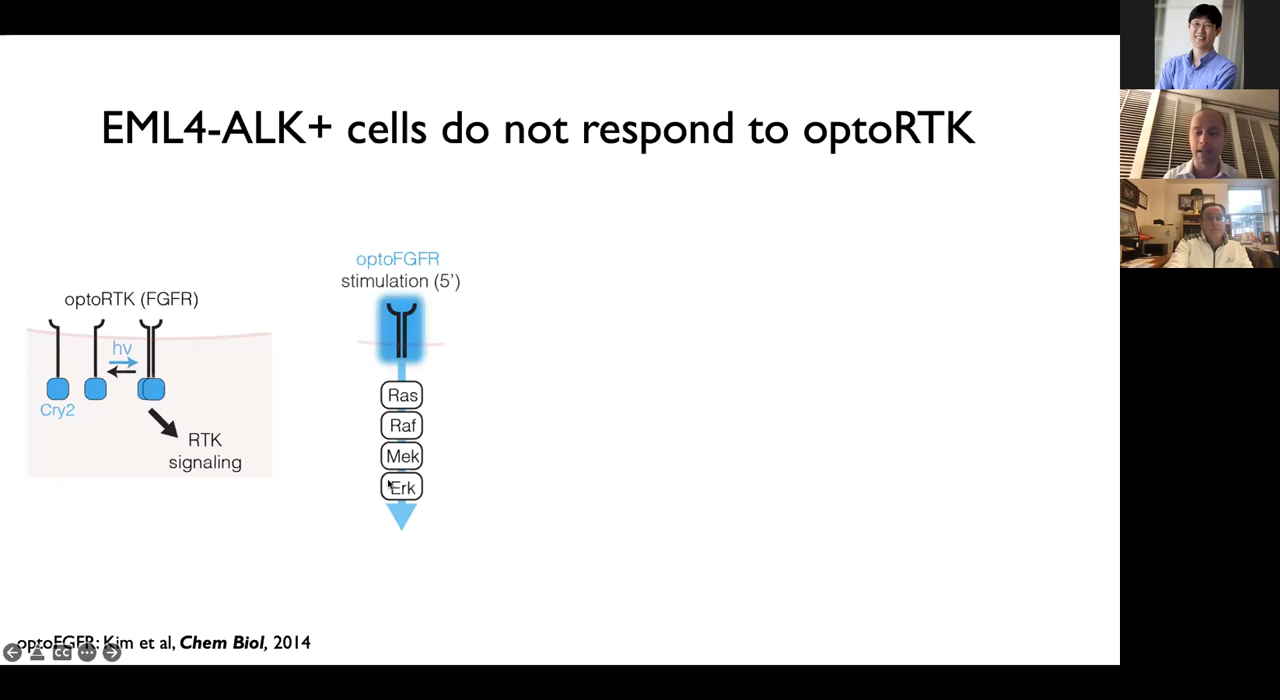 EML4-ALK+ cells do not respond to optoRTK
optoRTK (FGFR)
hv
Cry2
RTK
signaling
optoFGFR
stimulation (5’)
Ras
Raf
Mek
Erk
optoFGFR: Kim et al, Chem Biol, 2014
CC